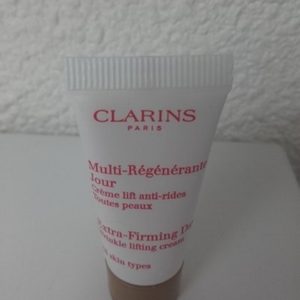 CLARINS
PARIS
Multi-Régénérante
Jour
Crème lift anti-rides
Toutes peaux
Extra-Firming
Wrinkle lifting cream
skin types